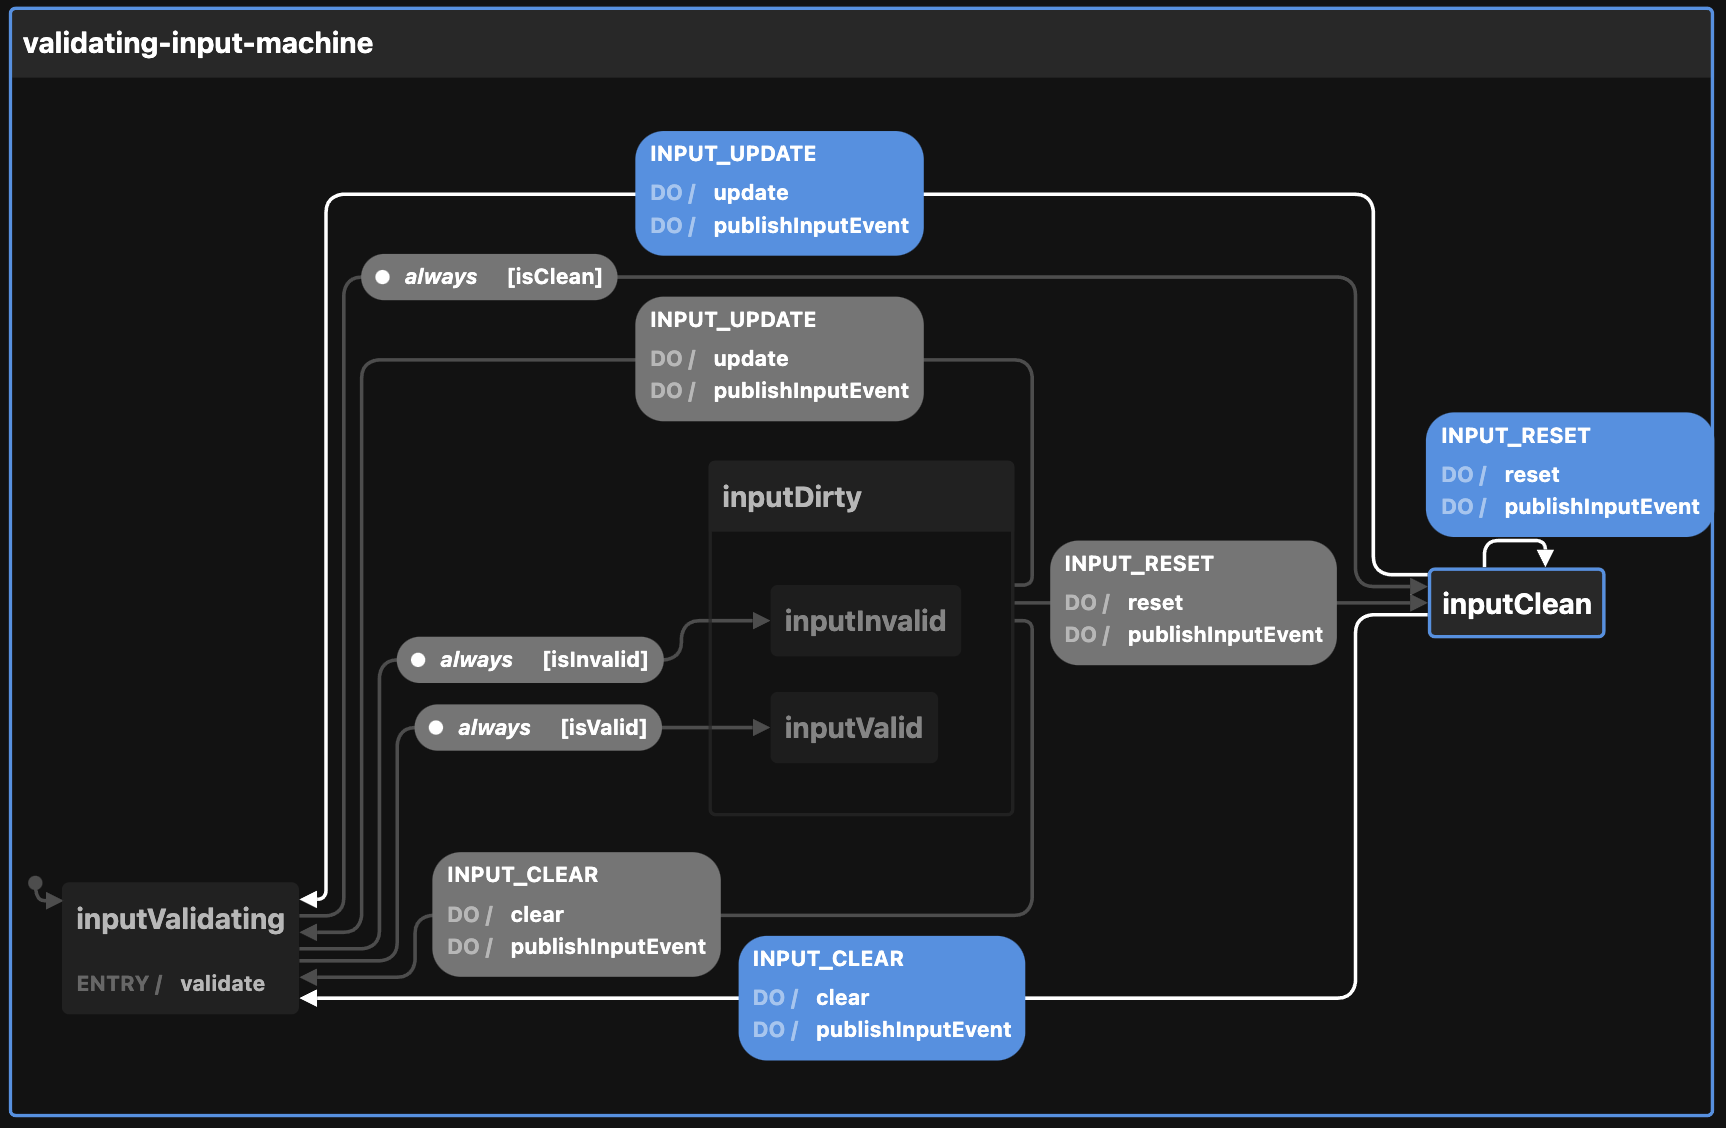 validating-input-machine
INPUT_UPDATE
DO / update
DO / publishInputEvent
always [isClean]
INPUT_UPDATE
DO / update
DO / publishInputEvent
INPUT_RESET
DO / reset
DO / publishInputEvent
inputDirty
INPUT_RESET
DO / reset
DO / publishInputEvent
inputClean
inputInvalid
always [isInvalid]
always [isValid]
inputValid
INPUT_CLEAR
DO / clear
DO / publishInputEvent
inputValidating
ENTRY / validate
INPUT_CLEAR
DO / clear
DO / publishInputEvent